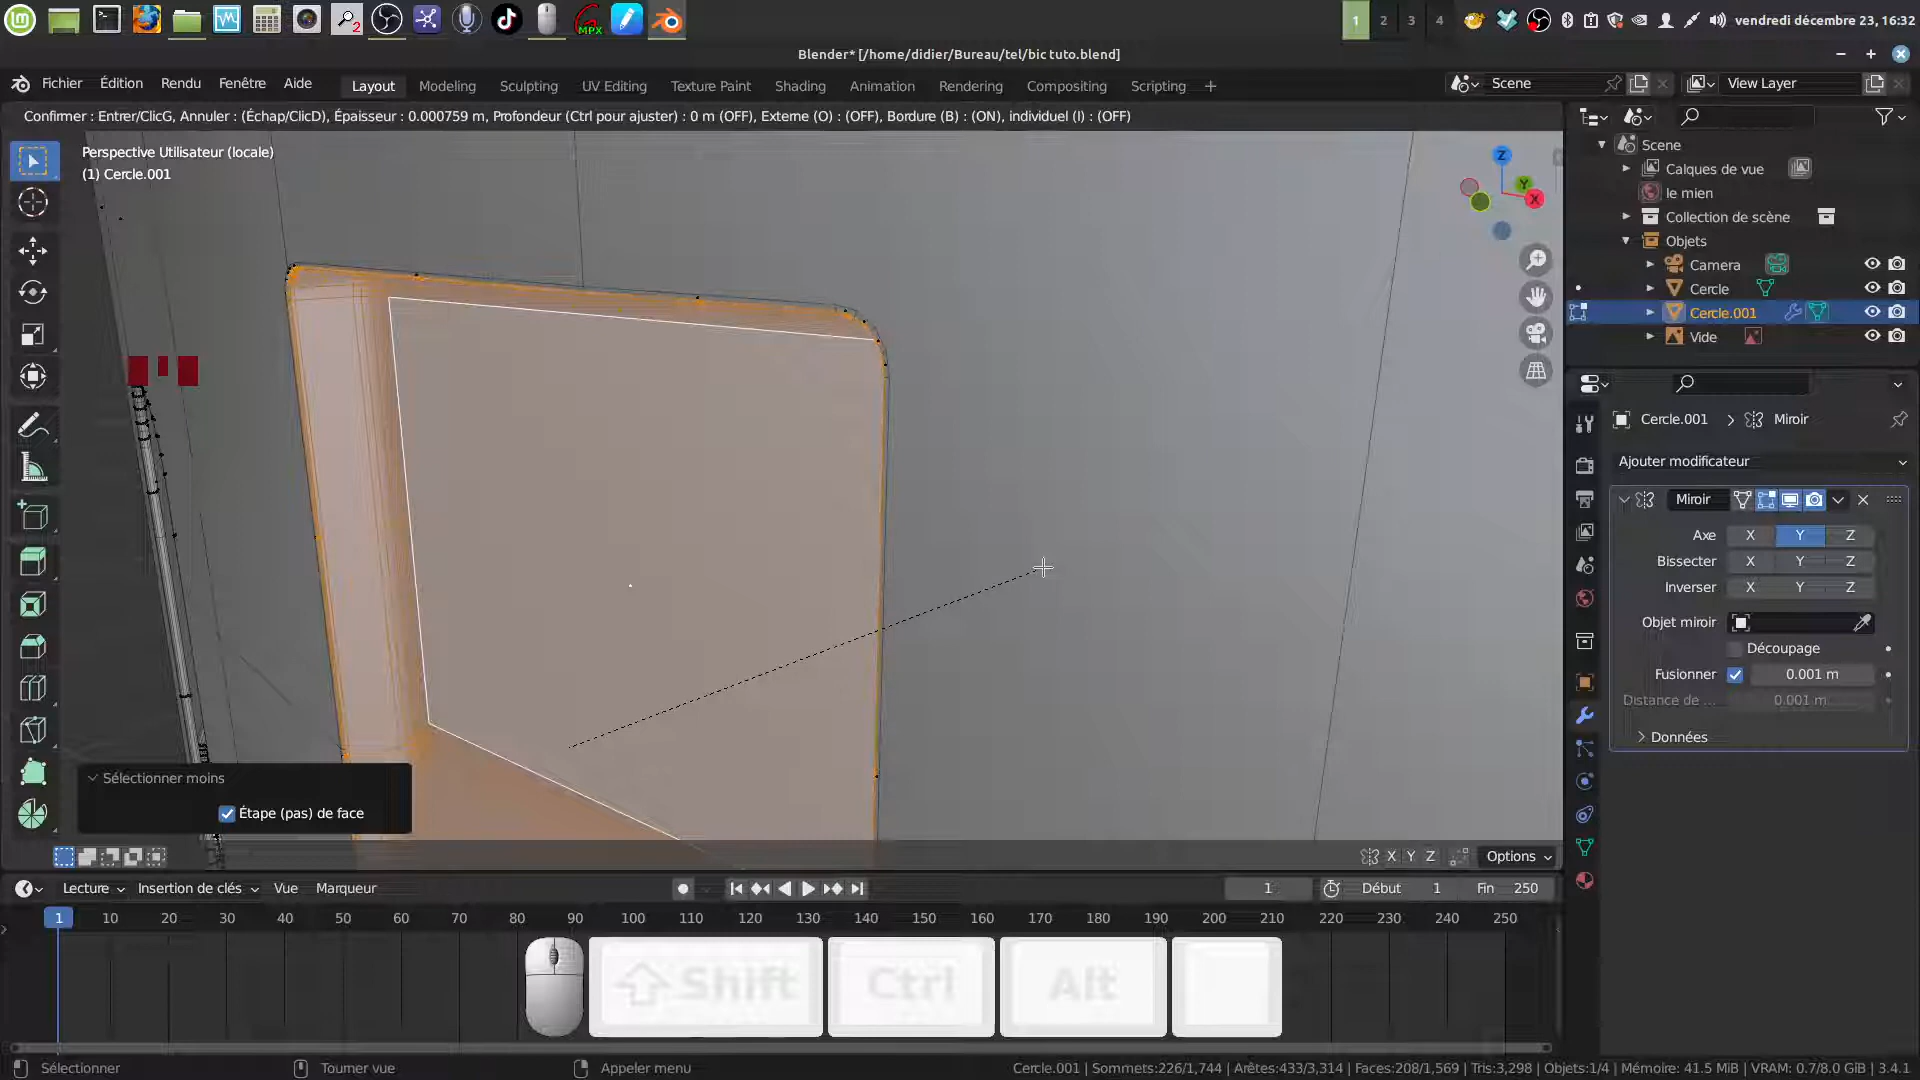 2
MPX
1 2 3 4
vendredi décembre 23, 16:32
Blender* [/home/didier/Bureau/tel/bic tuto.blend]
Fichier Édition Rendu Fenêtre Aide
Layout Modeling Sculpting UV Editing Texture Paint Shading Animation Rendering Compositing Scripting +
Scene View Layer
Confirmer : Entrer/ClicG, Annuler : (Échap/ClicD), Épaisseur : 0.000759 m, Profondeur (Ctrl pour ajuster) : 0 m (OFF), Externe (O) : (OFF), Bordure (B) : (ON), individuel (I) : (OFF)
Perspective Utilisateur (locale)
(1) Cercle.001
Z
Y
X
Scene
Calques de vue
le mien
Collection de scène
Objets
Camera
Cercle
Cercle.001
Vide
Cercle.001 > Miroir
Ajouter modificateur
Miroir
Axe X Y Z
Bissecter X Y Z
Inverser X Y Z
Objet miroir
Découpage
Fusionner 0.001 m
Distance de ... 0.001 m
Données
Sélectionner moins
Étape (pas) de face
X Y Z Options
Lecture Insertion de clés Vue Marqueur
1 Début 1 Fin 250
1 10 20 30 40 50 60 70 80 90 100 110 120 130 140 150 160 170 180 190 200 210 220 230 240 250
Shift Ctrl Alt
Sélectionner Tourner vue Appeler menu
Cercle.001 | Sommets:226/1,744 | Arêtes:433/3,314 | Faces:208/1,569 | Tris:3,298 | Objets:1/4 | Mémoire: 41.5 MiB | VRAM: 0.7/8.0 GiB | 3.4.1